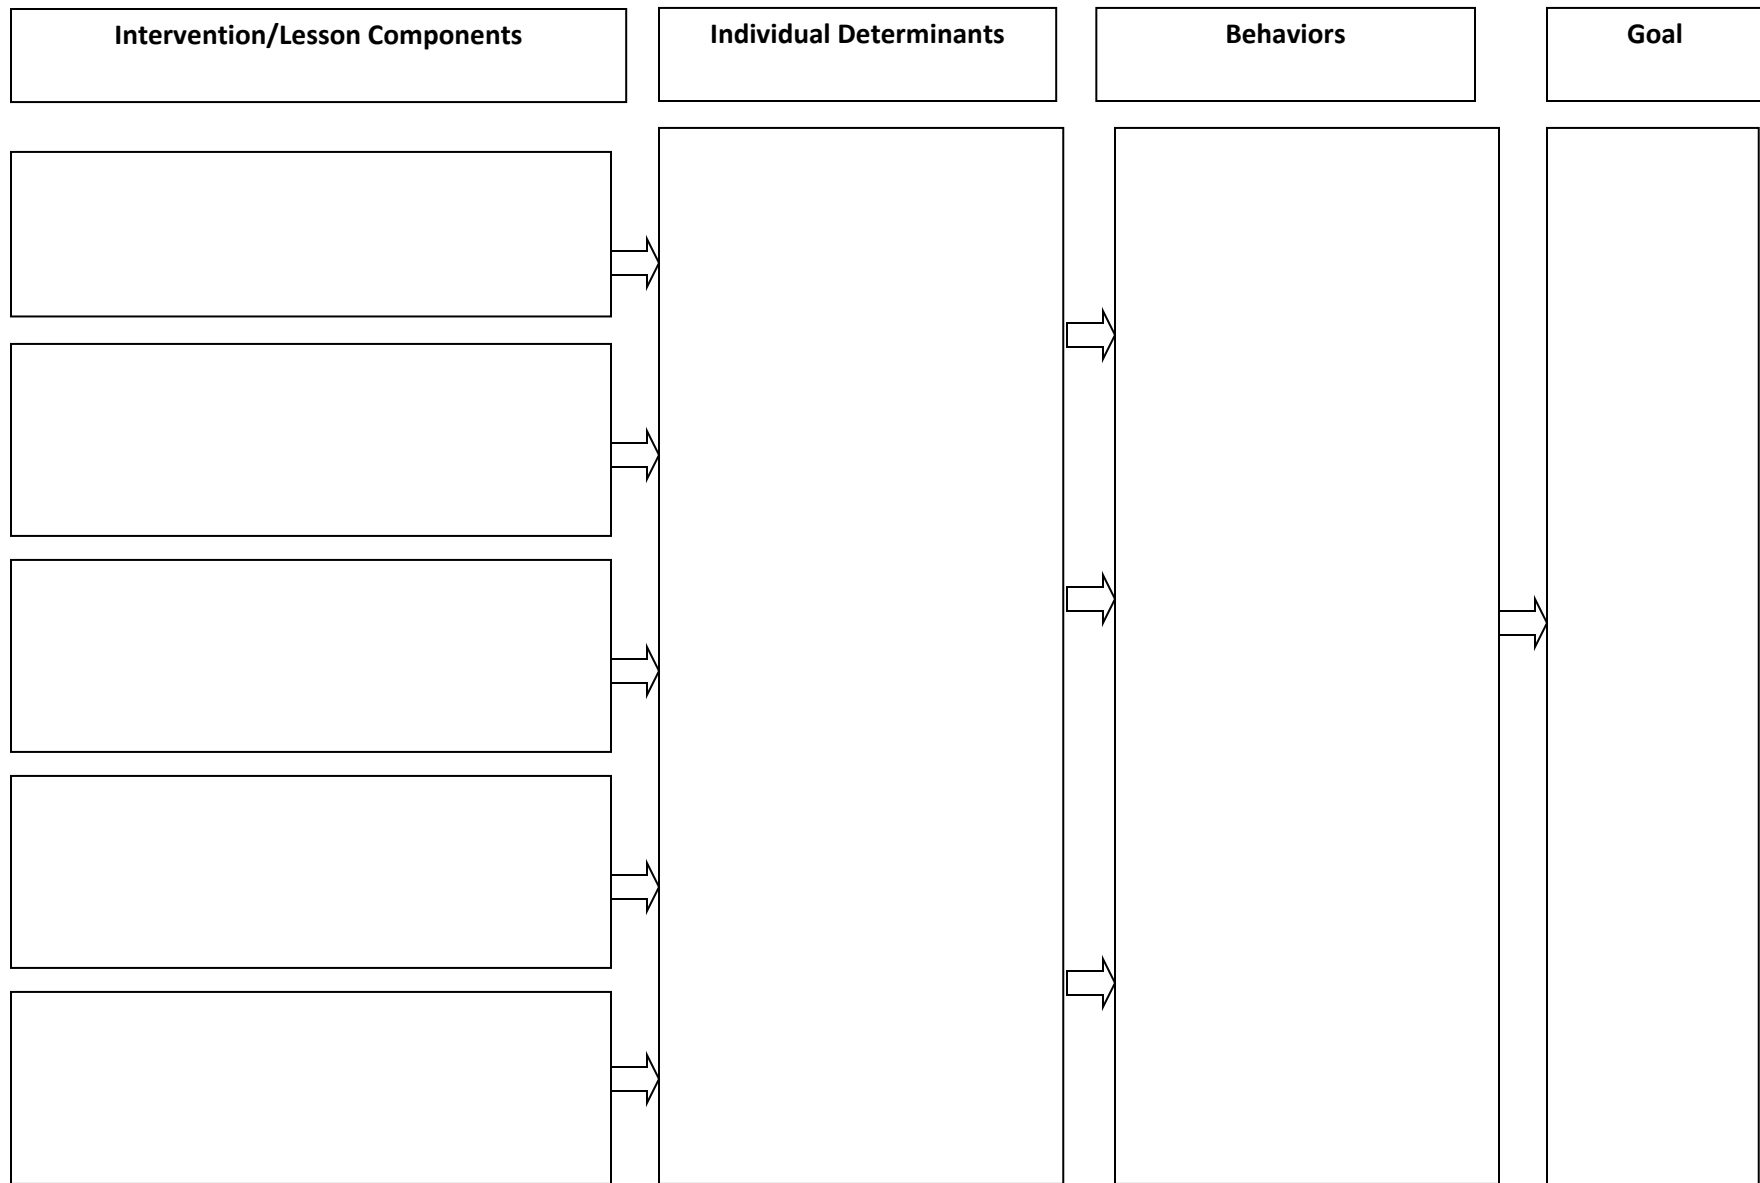 Intervention/Lesson Components
Individual Determinants
Behaviors
Goal